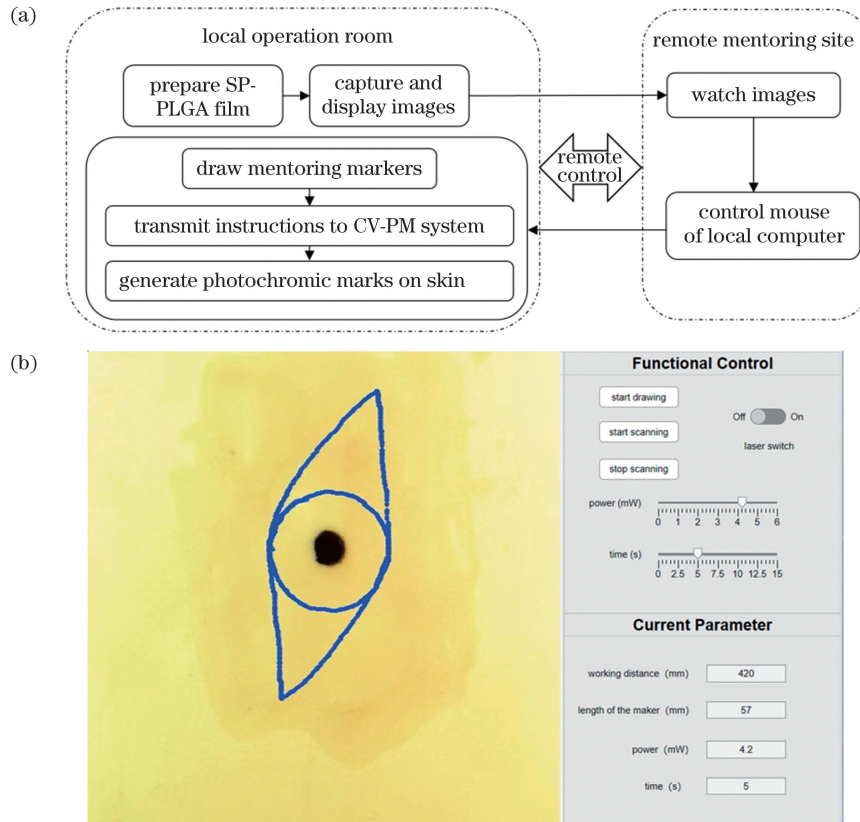 (a)
local operation room
remote mentoring site
prepare SP-
PLGA film
capture and
display images
watch images
draw mentoring markers
remote
control
transmit instructions to CV-PM system
control mouse
of local computer
generate photochromic marks on skin
(b)
Functional Control
start drawing
Off On
start scanning
laser switch
stop scanning
power (mW)
0 1 2 3 4 5 6
time (s)
0 2.5 5 7.5 10 12.5 15
Current Parameter
working distance (mm) 420
length of the maker (mm) 57
power (mW) 4.2
time (s) 5